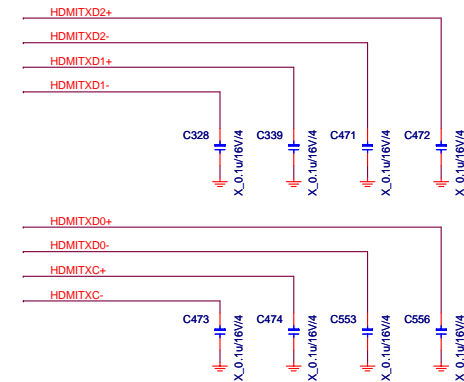 HDMITXD2+
HDMITXD2-
HDMITXD1+
HDMITXD1-
C328
X_0.1u/16V/4
C339
X_0.1u/16V/4
C471
X_0.1u/16V/4
C472
X_0.1u/16V/4
HDMITXD0+
HDMITXD0-
HDMITXC+
HDMITXC-
C473
X_0.1u/16V/4
C474
X_0.1u/16V/4
C553
X_0.1u/16V/4
C556
X_0.1u/16V/4